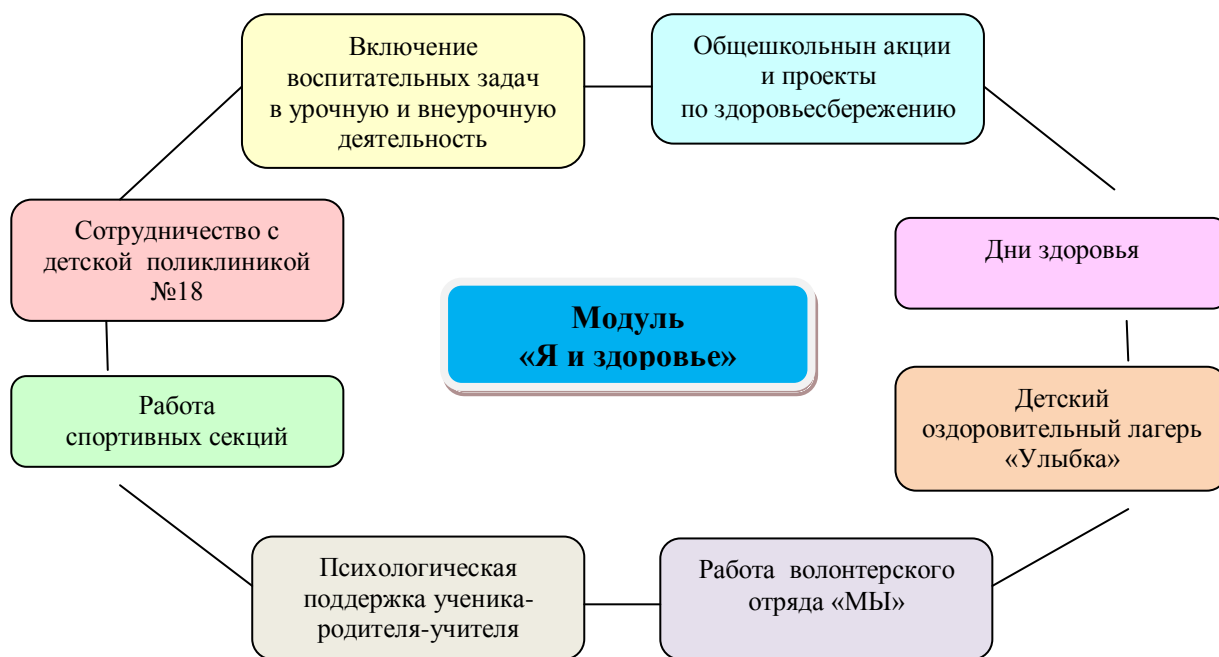 Включение
воспитательных задач
в урочную и внеурочную
деятельность
Общешкольнын акции
и проекты
по здоровьесбережению
Сотрудничество с
детской поликлиникой
№18
Дни здоровья
Модуль
«Я и здоровье»
Работа
спортивных секций
Детский
оздоровительный лагерь
«Улыбка»
Психологическая
поддержка ученика-
родителя-учителя
Работа волонтерского
отряда «МЫ»